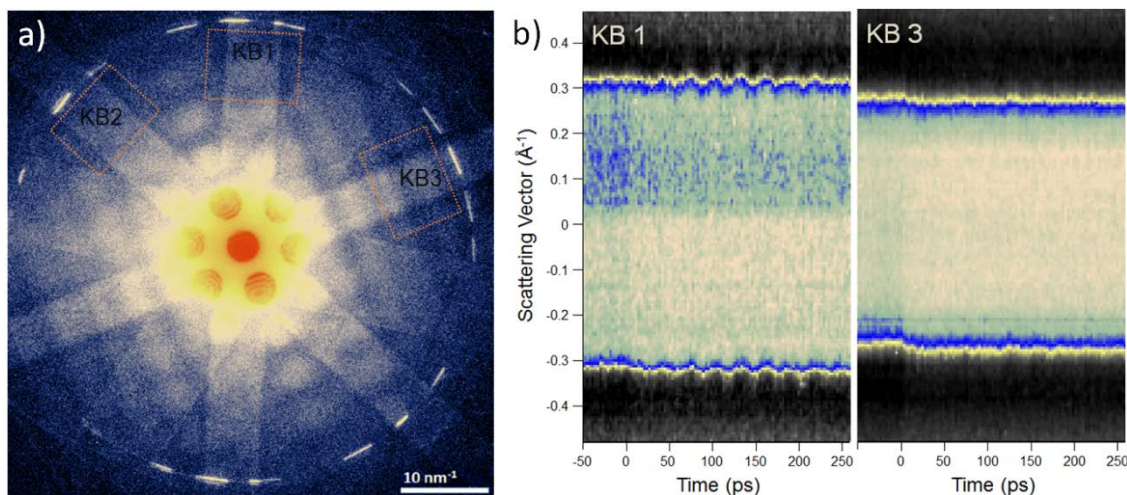 a)
KB1
KB2
KB3
10 nm⁻¹
b)
KB 1
KB 3
Scattering Vector (Å⁻¹)
0.4
0.3
0.2
0.1
0
-0.1
-0.2
-0.3
-0.4
-50 0 50 100 150 200 250
0 50 100 150 200 250
Time (ps)
Time (ps)